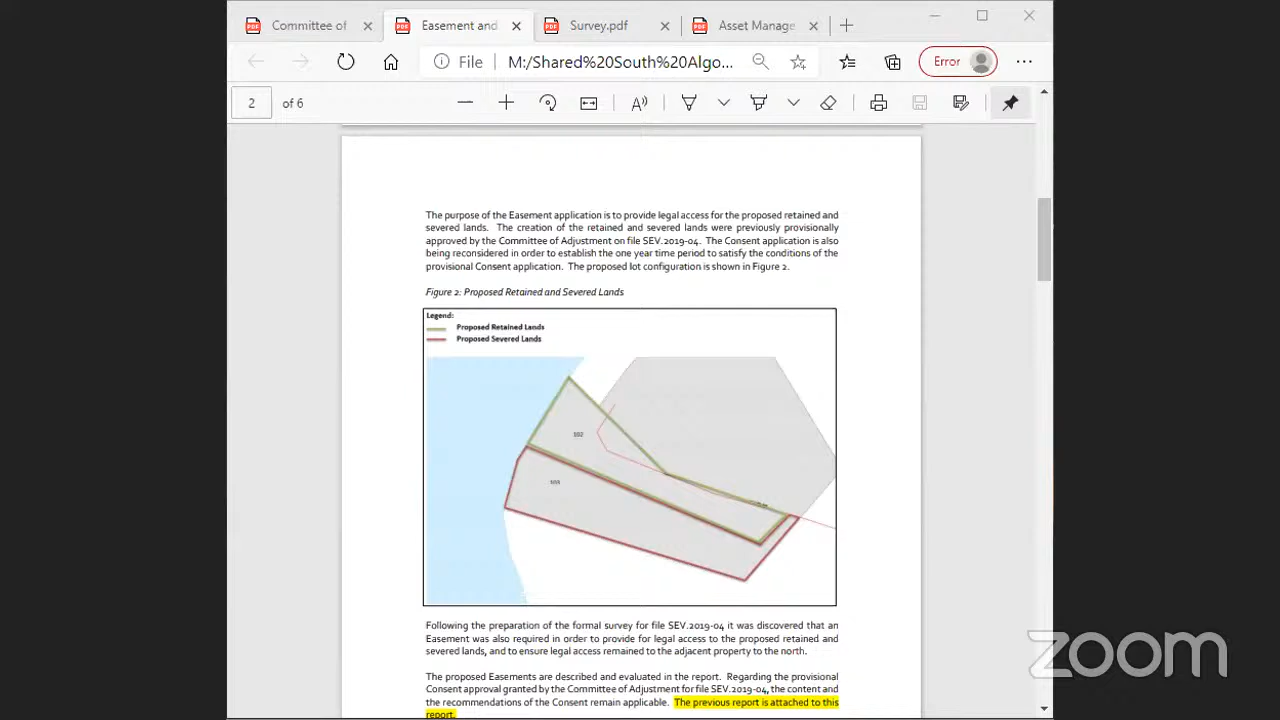 Committee of
Easement and
Survey.pdf
Asset Manage
File
M:/Shared%20South%20Algo...
Error
2
of 6
The purpose of the Easement application is to provide legal access for the proposed retained and
severed lands. The creation of the retained and severed lands were previously provisionally
approved by the Committee of Adjustment on file SEV.2019-04. The Consent application is also
being reconsidered in order to establish the one year time period to satisfy the conditions of the
provisional Consent application. The proposed lot configuration is shown in Figure 2.
Figure 2: Proposed Retained and Severed Lands
Legend:
Proposed Retained Lands
Proposed Severed Lands
Following the preparation of the formal survey for file SEV.2019-04 it was discovered that an
Easement was also required in order to provide for legal access to the proposed retained and
severed lands, and to ensure legal access remained to the adjacent property to the north.
The proposed Easements are described and evaluated in the report. Regarding the provisional
Consent approval granted by the Committee of Adjustment for file SEV.2019-04, the content and
the recommendations of the Consent remain applicable. The previous report is attached to this
report.
zoom